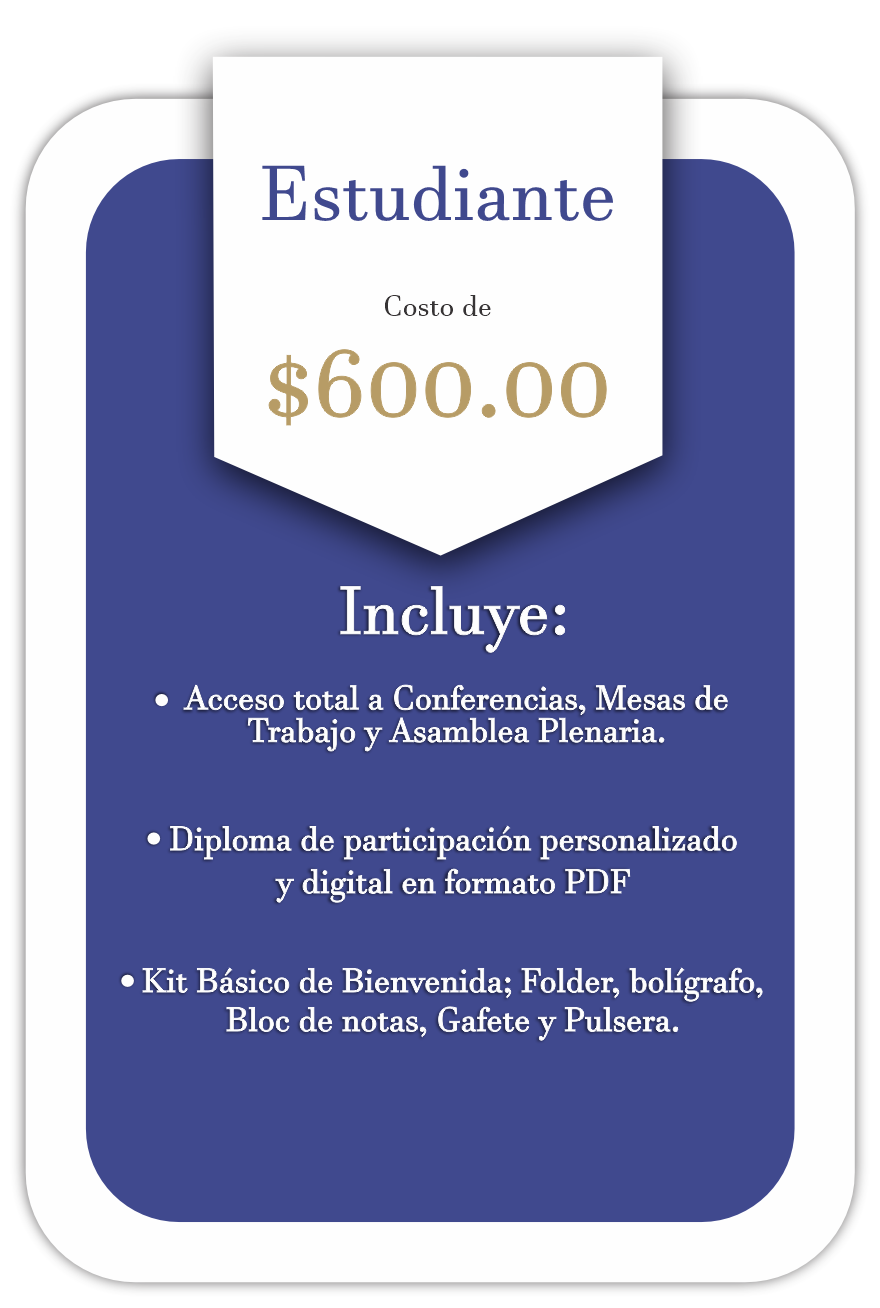 Estudiante
Costo de
$600.00
Incluye:
• Acceso total a Conferencias, Mesas de
Trabajo y Asamblea Plenaria.
• Diploma de participación personalizado
y digital en formato PDF
• Kit Básico de Bienvenida; Folder, bolígrafo,
Bloc de notas, Gafete y Pulsera.